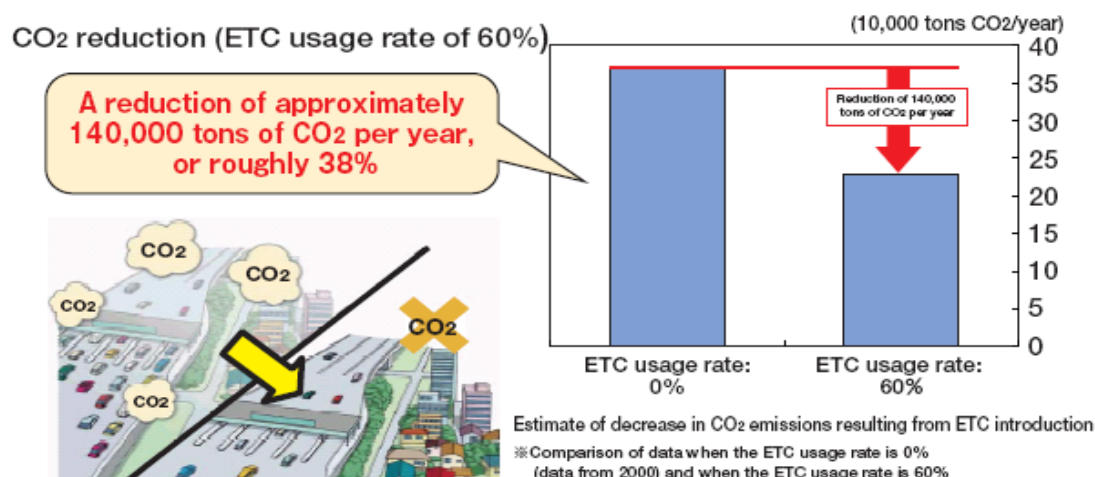 CO2 reduction (ETC usage rate of 60%)
A reduction of approximately
140,000 tons of CO2 per year,
or roughly 38%
CO2
CO2
CO2
CO2
CO2
(10,000 tons CO2/year)
40
35
30
25
20
15
10
5
0
Reduction of 140,000
tons of CO2 per year
ETC usage rate:
0%
ETC usage rate:
60%
Estimate of decrease in CO2 emissions resulting from ETC introduction
※Comparison of data when the ETC usage rate is 0%
(data from 2000) and when the ETC usage rate is 60%